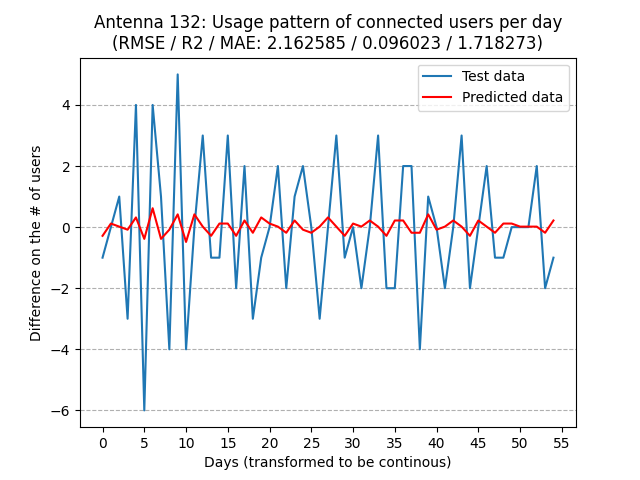 Antenna 132: Usage pattern of connected users per day
(RMSE / R2 / MAE: 2.162585 / 0.096023 / 1.718273)
Test data
Predicted data
Difference on the # of users
4
2
0
−2
−4
−6
0 5 10 15 20 25 30 35 40 45 50 55
Days (transformed to be continous)